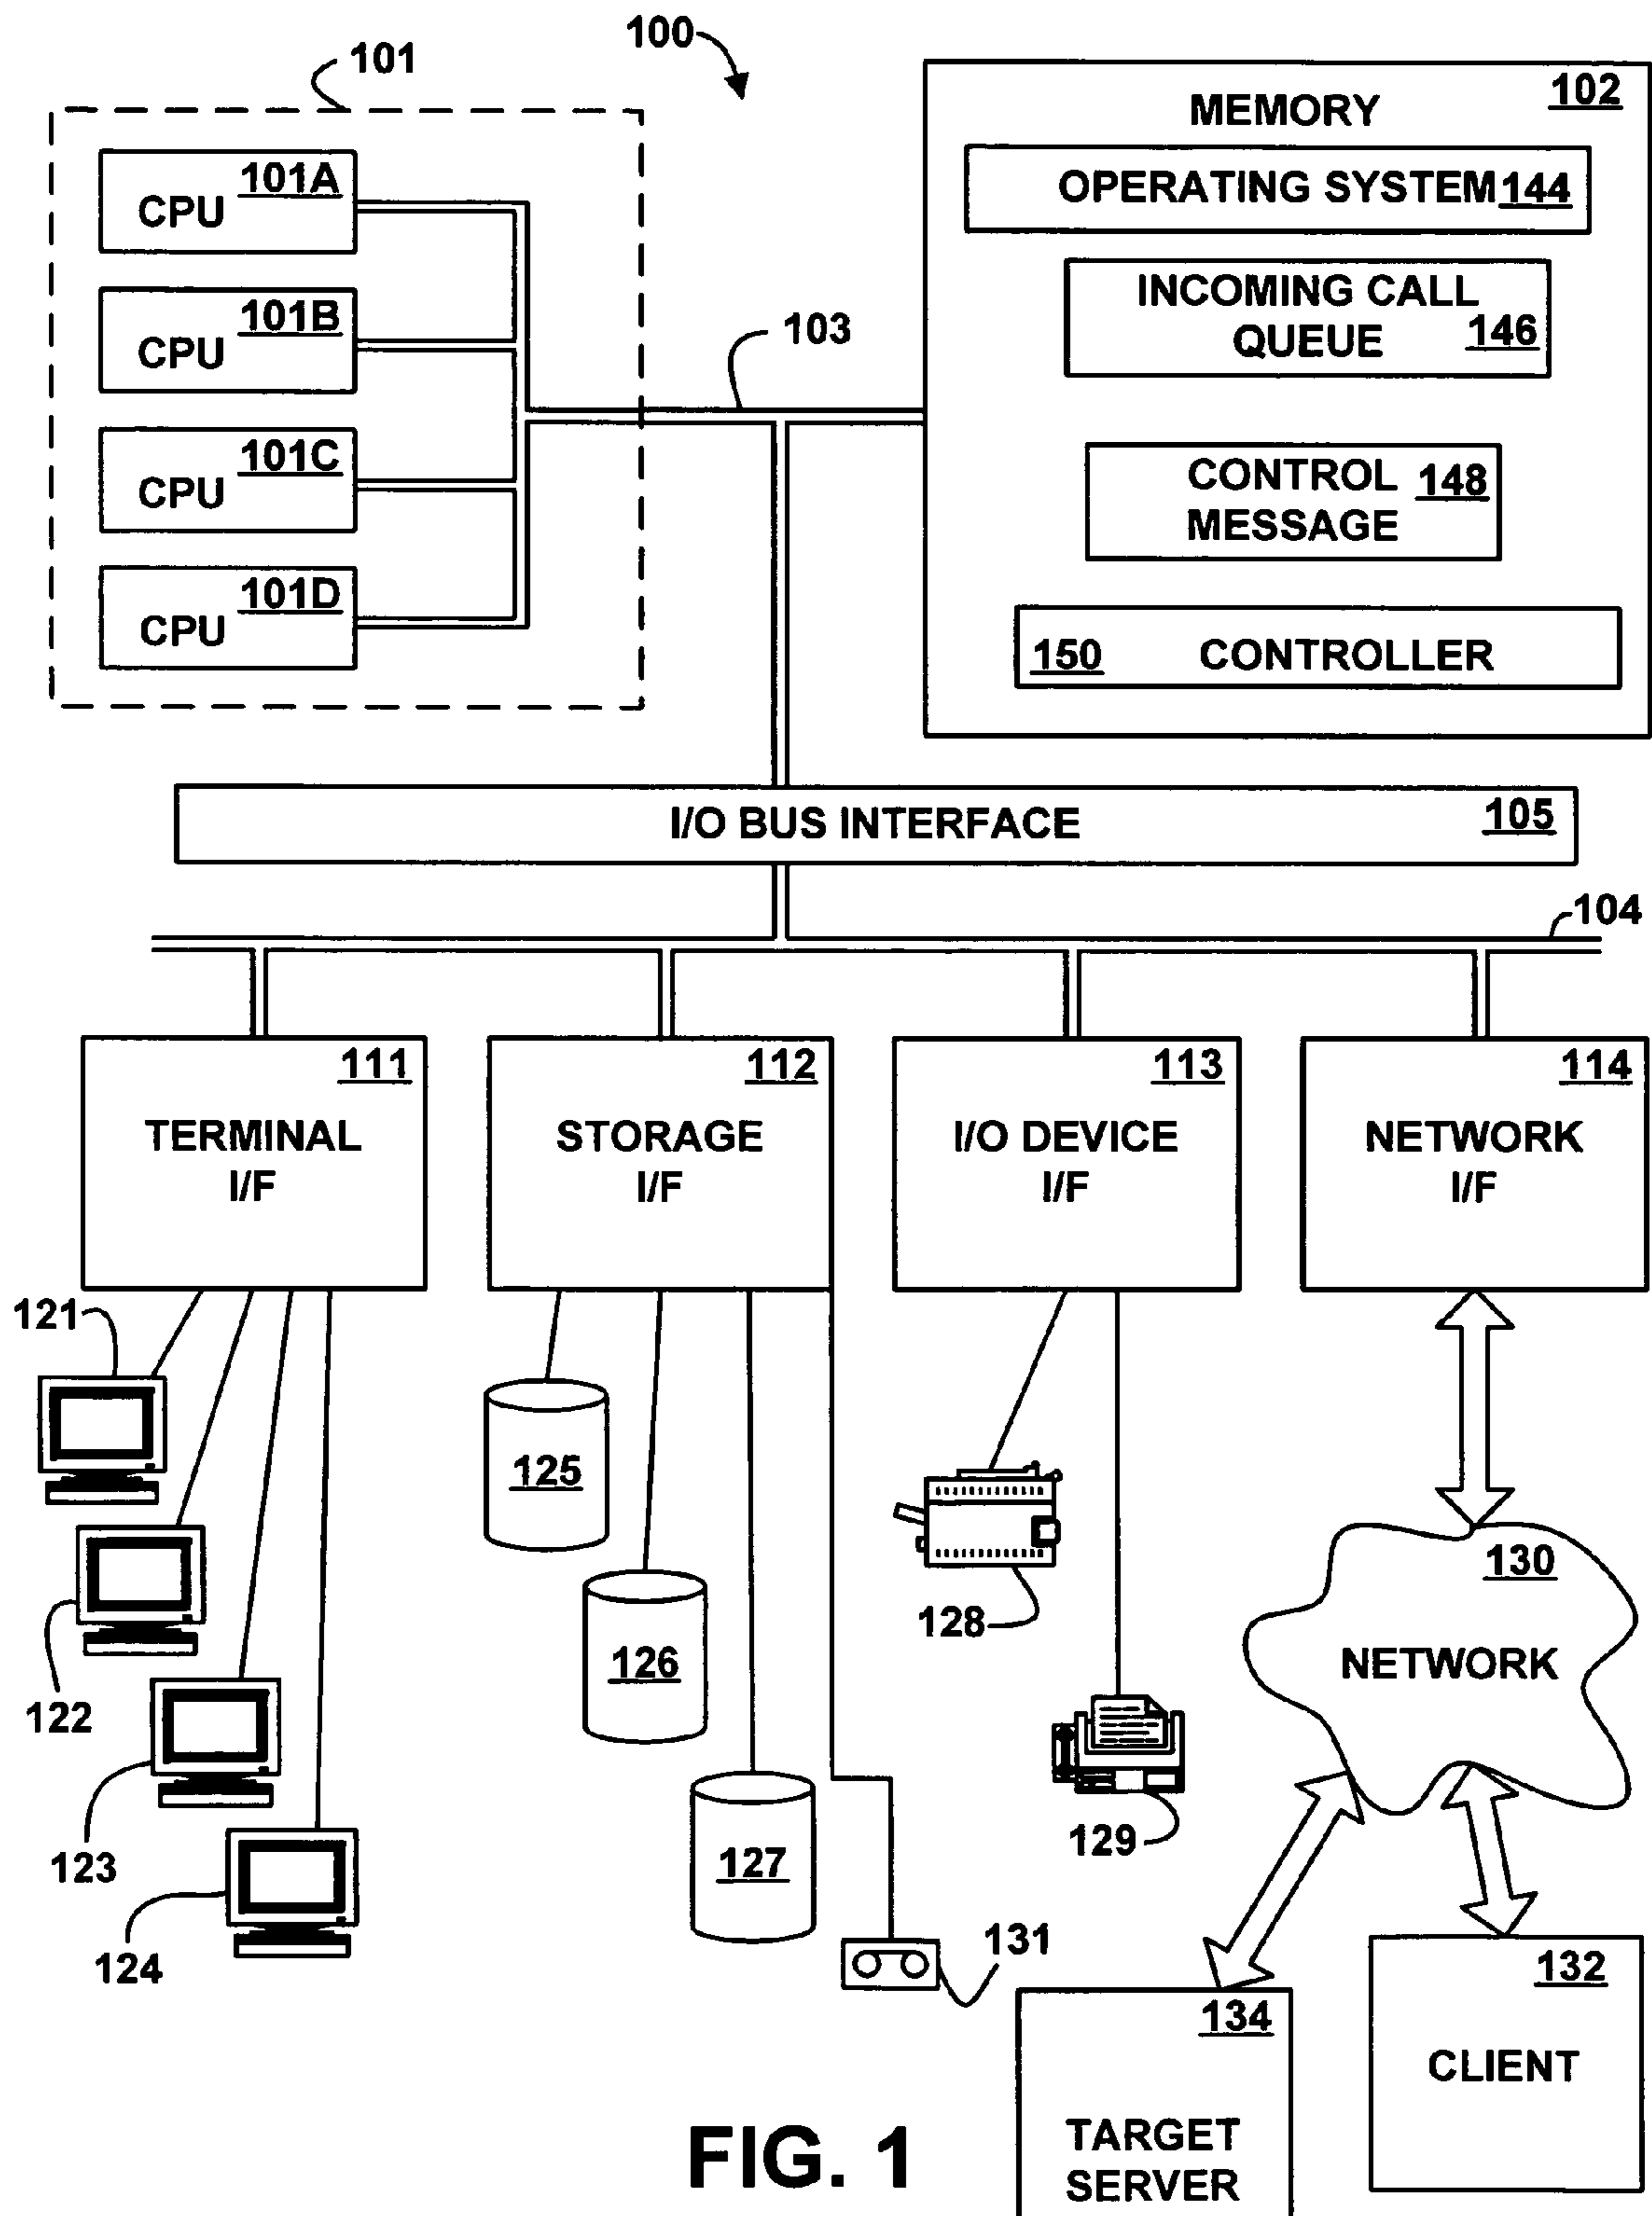 100
101
102
MEMORY
101A
CPU
OPERATING SYSTEM 144
INCOMING CALL
QUEUE 146
101B
CPU
103
101C
CPU
CONTROL 148
MESSAGE
101D
CPU
150 CONTROLLER
I/O BUS INTERFACE 105
104
111
TERMINAL
I/F
112
STORAGE
I/F
113
I/O DEVICE
I/F
114
NETWORK
I/F
121
122
123
124
125
126
127
131
128
129
130
NETWORK
134
TARGET
SERVER
132
CLIENT
FIG. 1